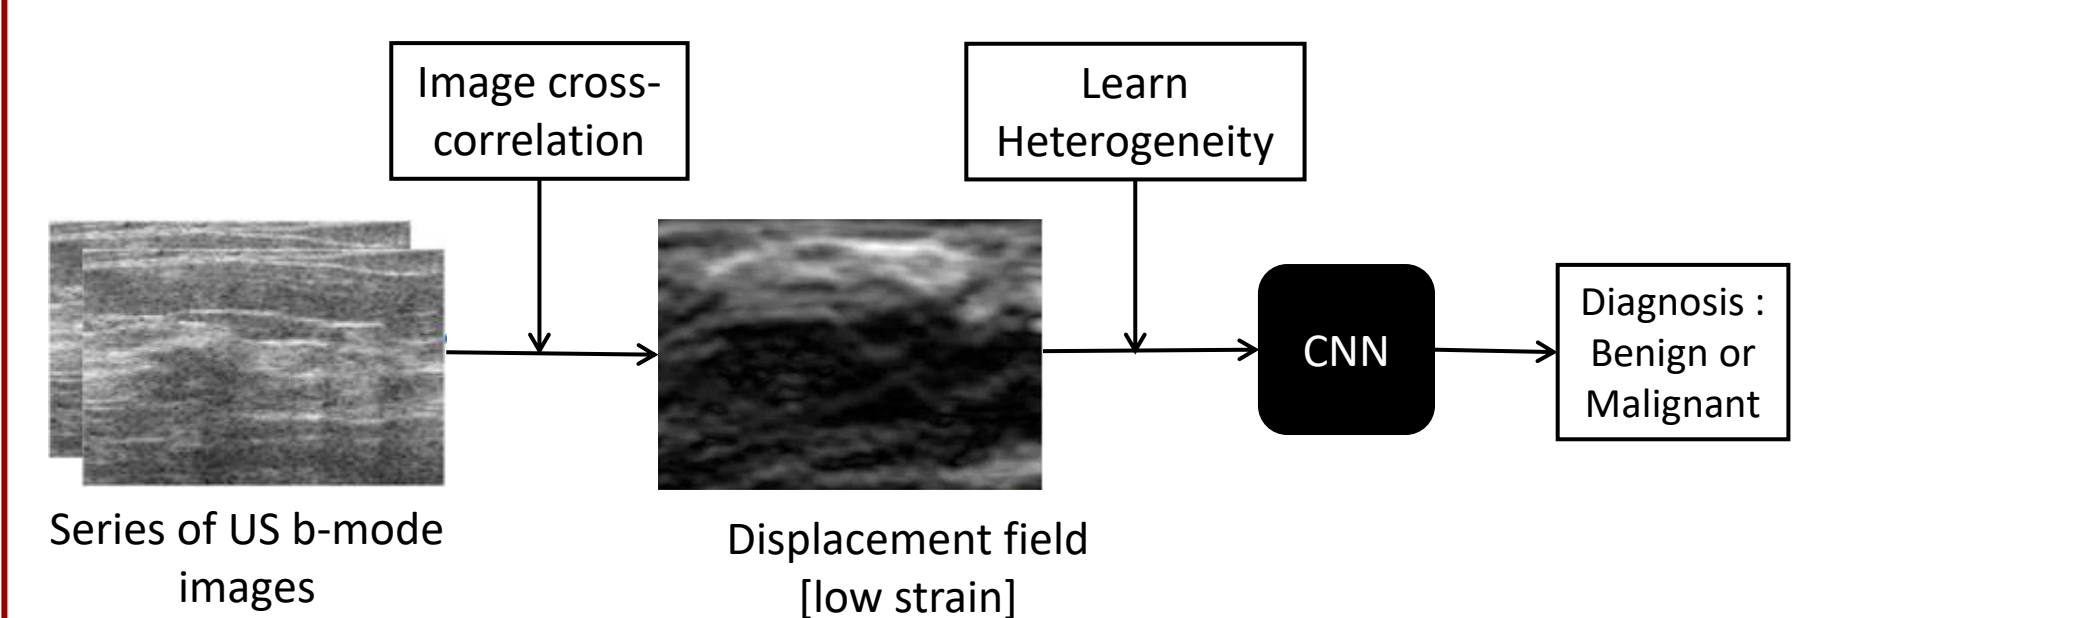 Image cross-
correlation
Learn
Heterogeneity
CNN
Diagnosis :
Benign or
Malignant
Series of US b-mode
images
Displacement field
[low strain]